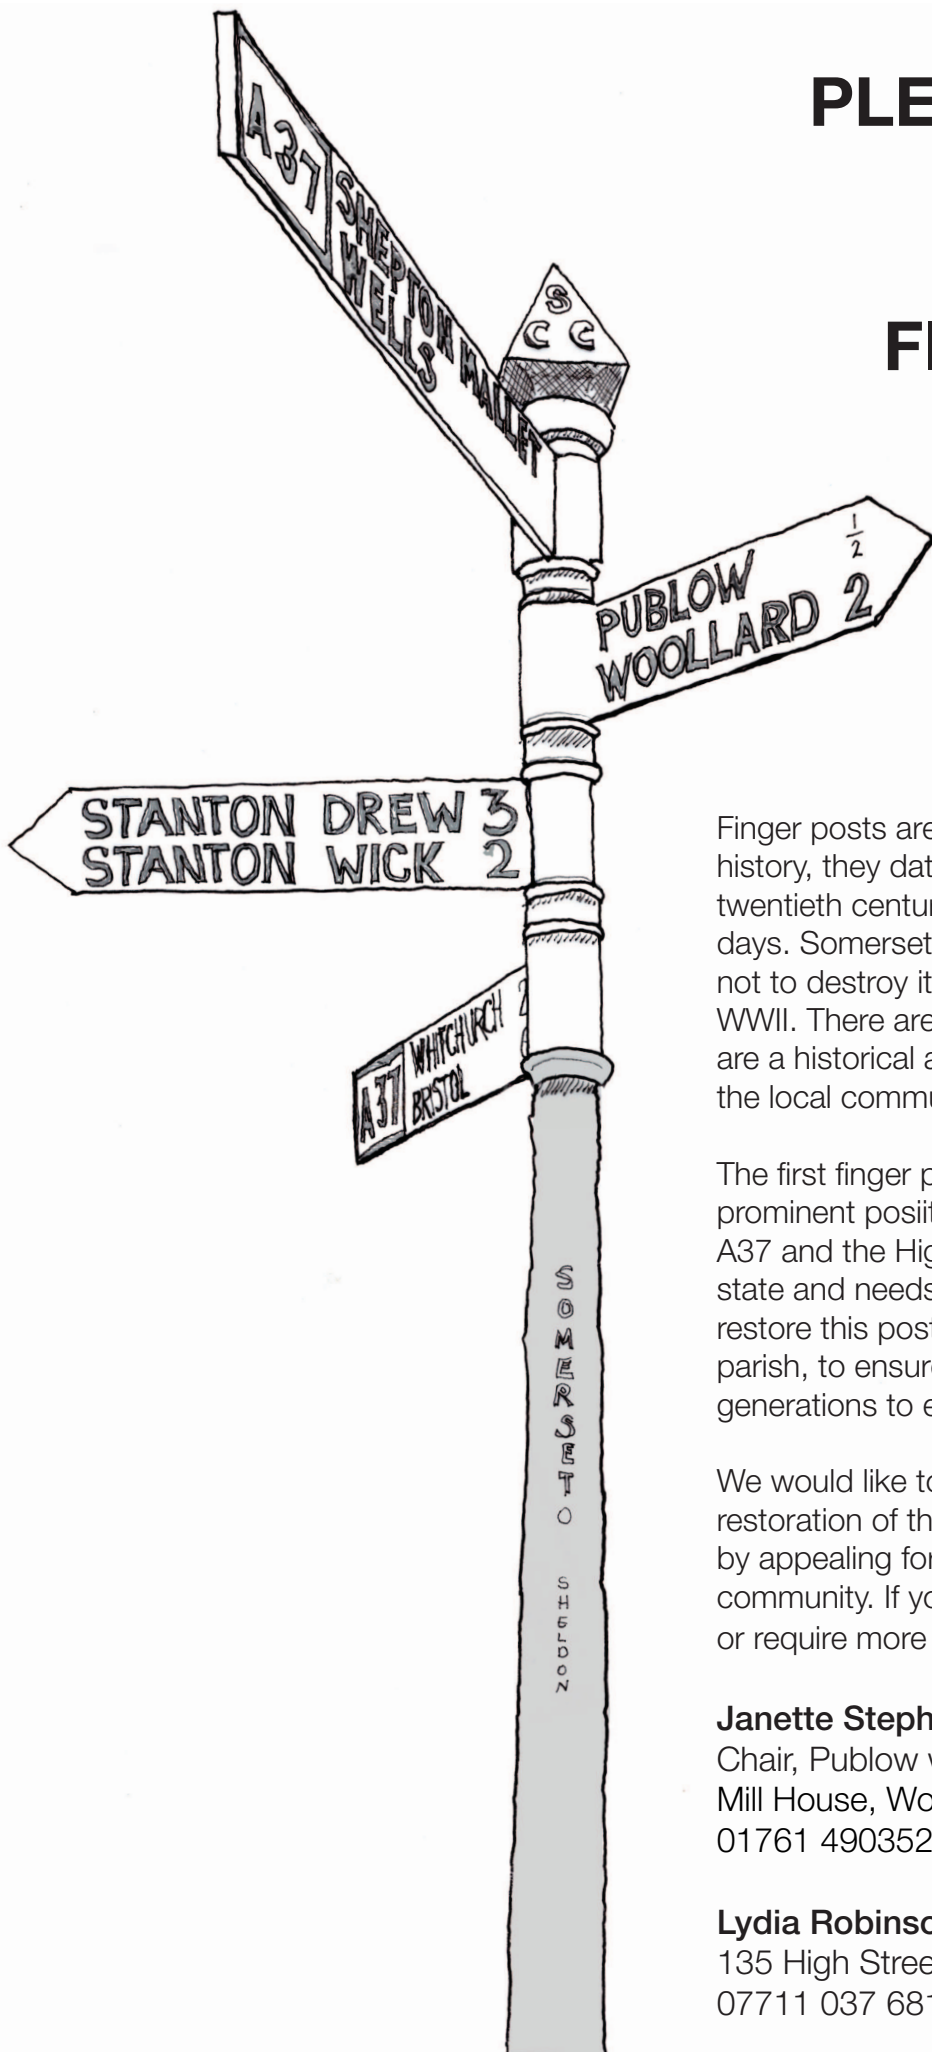 PLE
FI
A37
SHEPTON MALLET
WELLS
S
C C
PUBLOW ½
WOOLLARD 2
STANTON DREW 3
STANTON WICK 2
A37
WHITCHURCH 2
BRISTOL
SOMERSET
SHELDON
Finger posts are
history, they dat
twentieth centur
days. Somerset
not to destroy it
WWII. There are
are a historical a
the local commu
The first finger p
prominent posiit
A37 and the Hig
state and needs
restore this post
parish, to ensure
generations to e
We would like to
restoration of th
by appealing for
community. If yo
or require more
Janette Steph
Chair, Publow
Mill House, Wo
01761 490352
Lydia Robinso
135 High Stree
07711 037 681